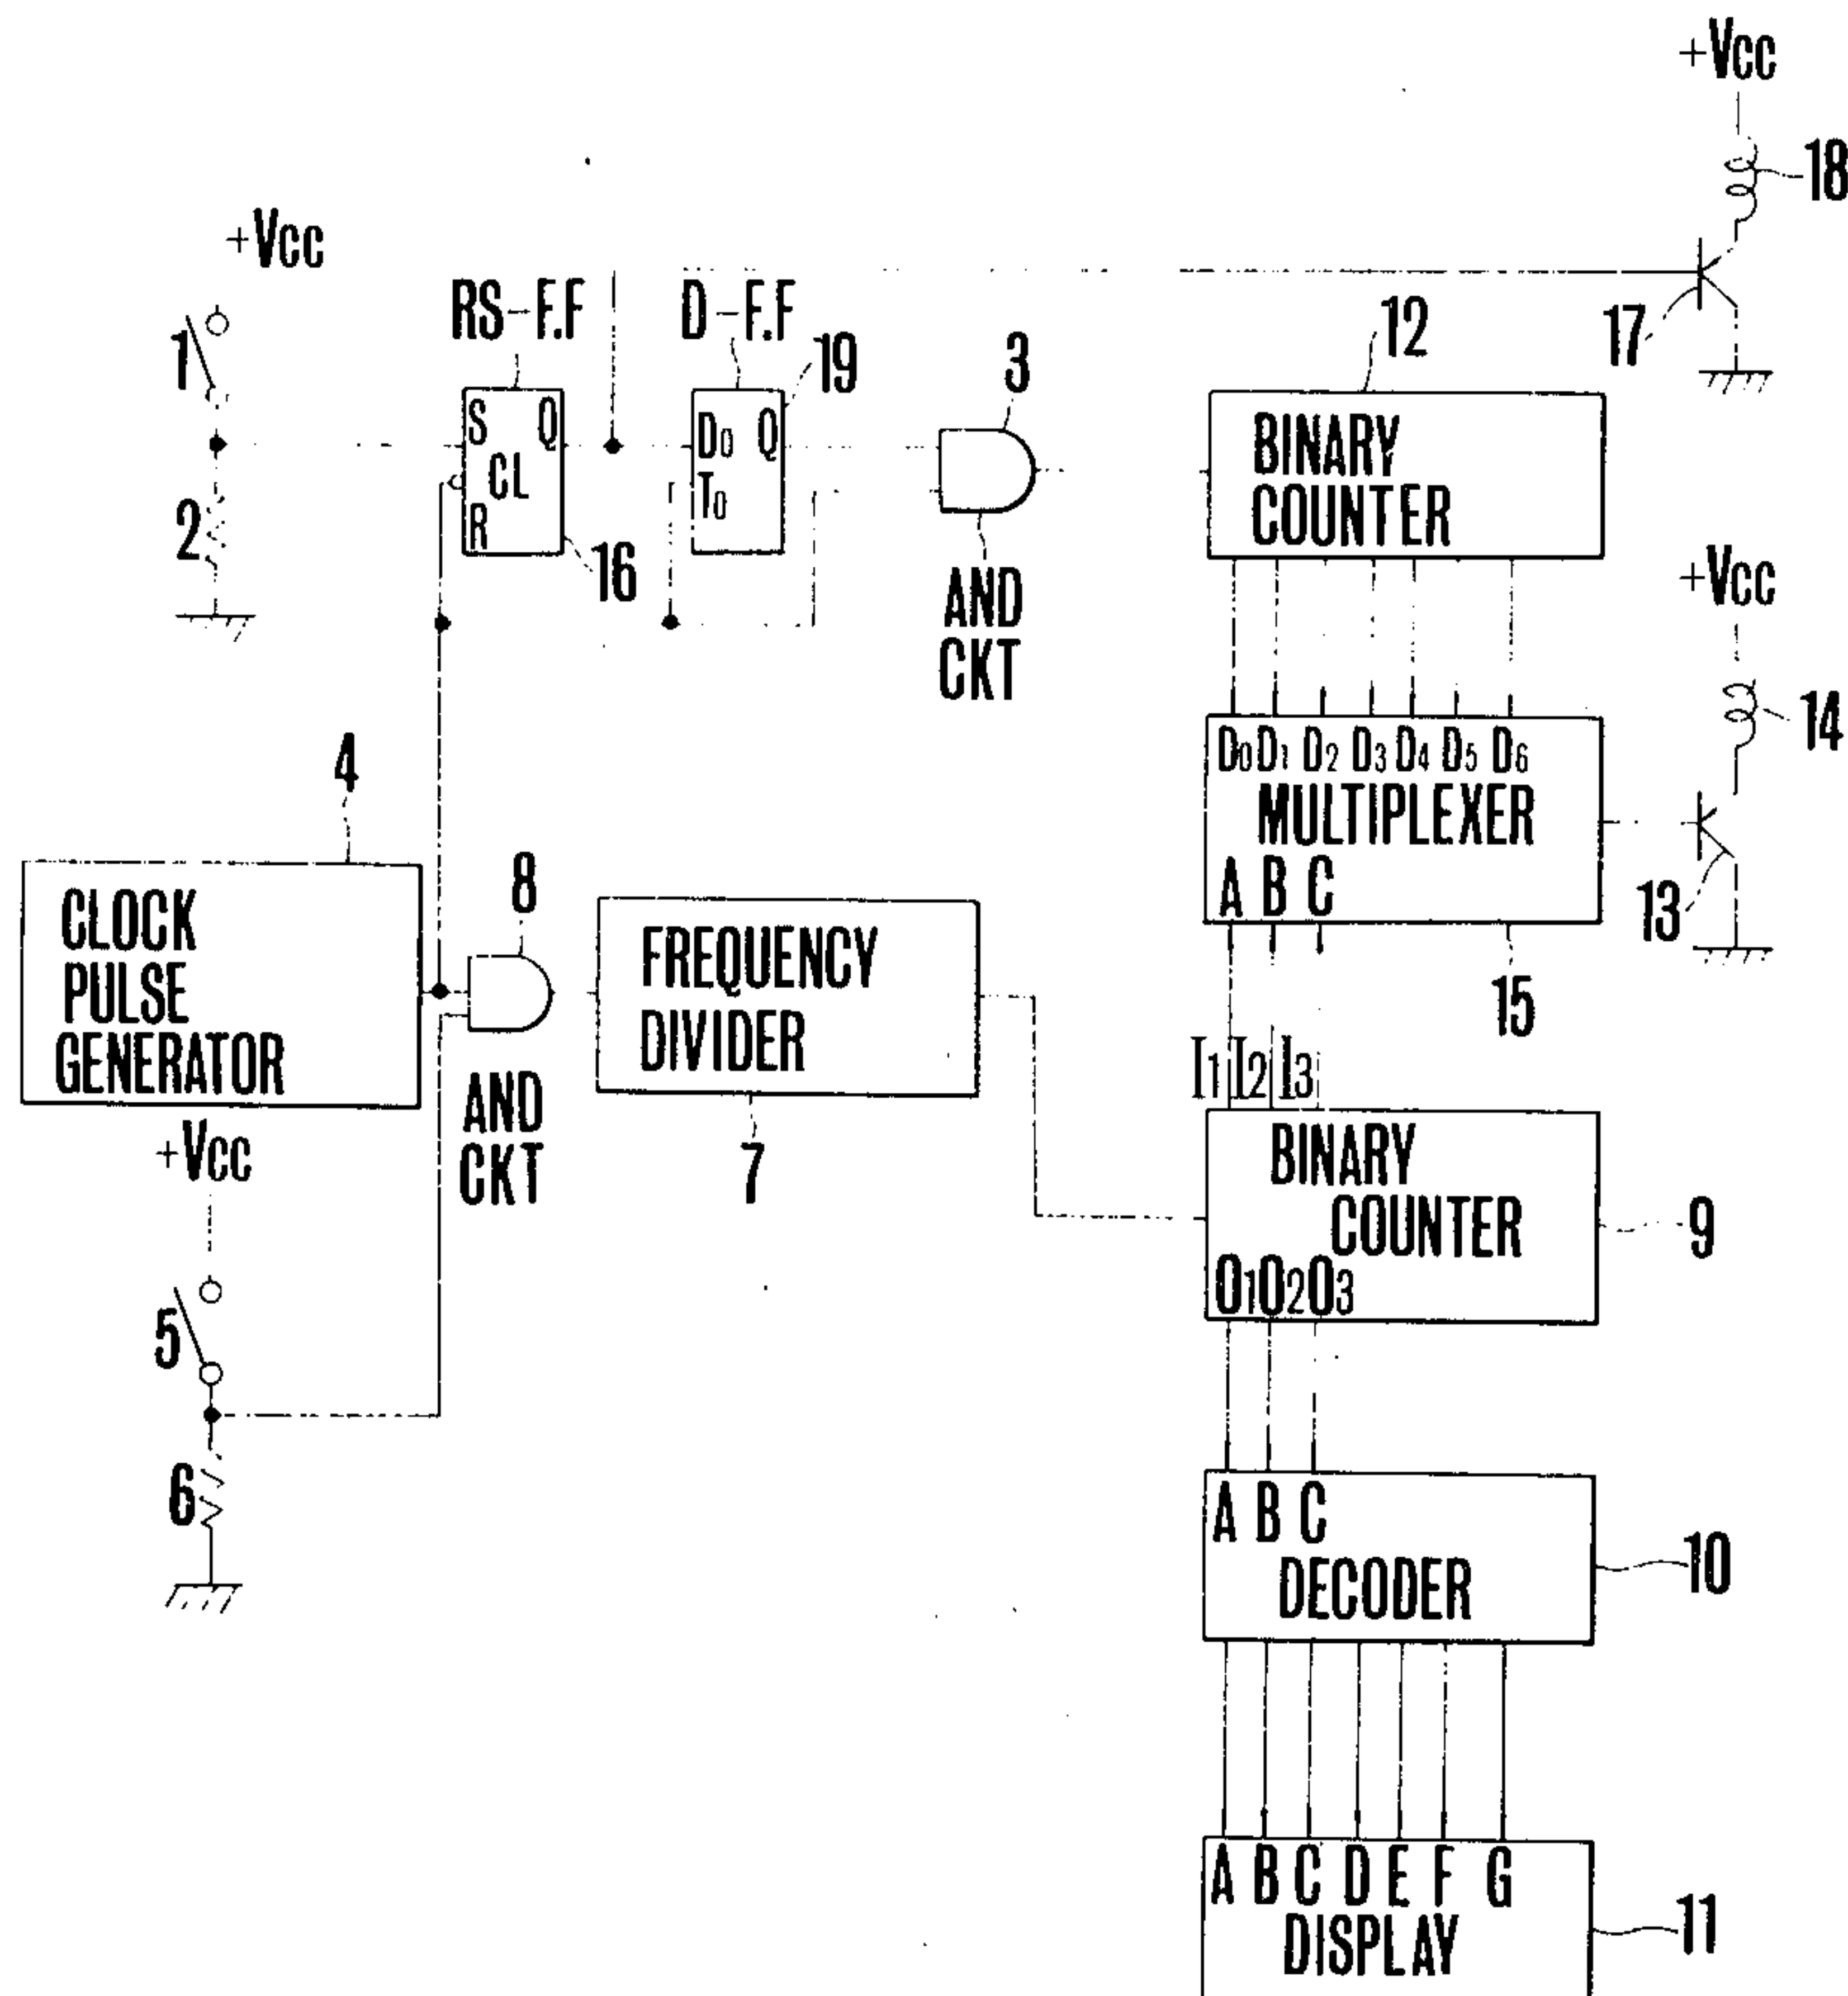 +Vcc
18
+Vcc
RS-F.F
D-F.F
17
12
1
19
3
S Q
CL
R
D0 Q
T0
BINARY
COUNTER
2
16
AND
CKT
+Vcc
14
D0 D1 D2 D3 D4 D5 D6
MULTIPLEXER
A B C
4
8
13
CLOCK
PULSE
GENERATOR
FREQUENCY
DIVIDER
15
I1 I2 I3
AND
CKT
7
+Vcc
BINARY
COUNTER
O1 O2 O3
9
5
6
A B C
DECODER
10
A B C D E F G
DISPLAY
11